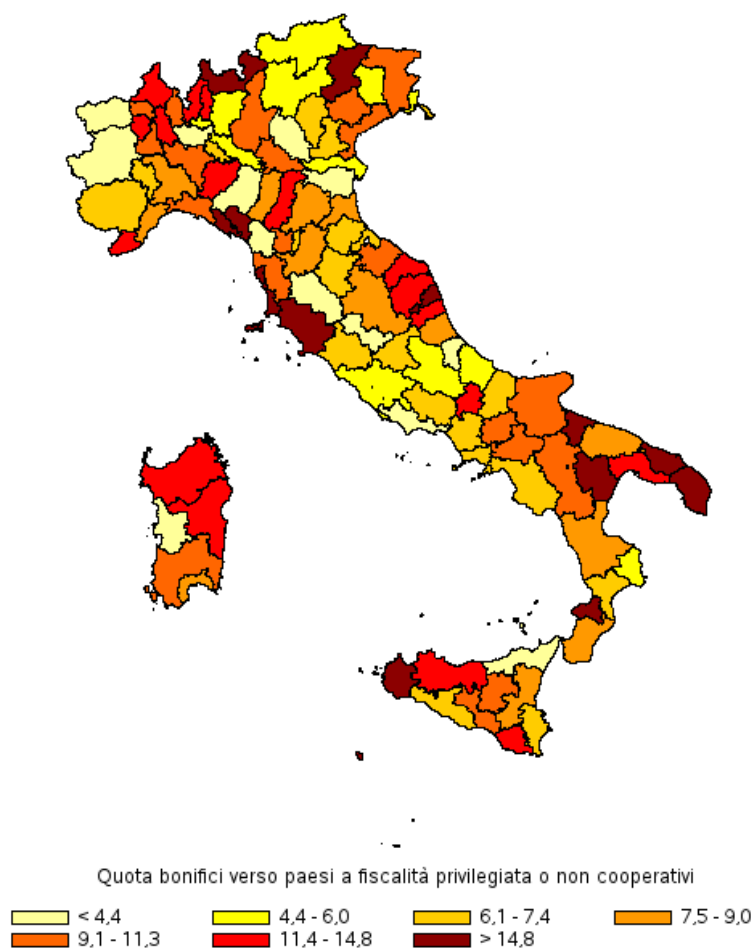 Quota bonifici verso paesi a fiscalità privilegiata o non cooperativi
< 4,4 4,4 - 6,0 6,1 - 7,4 7,5 - 9,0
9,1 - 11,3 11,4 - 14,8 > 14,8